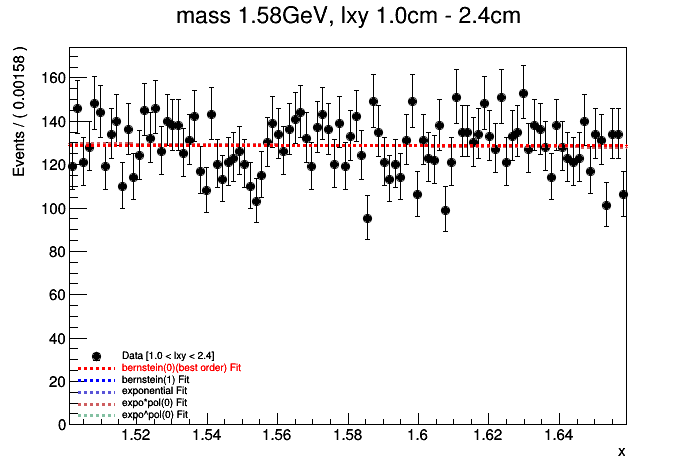 mass 1.58GeV, lxy 1.0cm - 2.4cm
Events / ( 0.00158 )
160
140
120
100
80
60
40
20
0
Data [1.0 < lxy < 2.4]
bernstein(0)(best order) Fit
bernstein(1) Fit
exponential Fit
expo*pol(0) Fit
expo^pol(0) Fit
1.52 1.54 1.56 1.58 1.6 1.62 1.64
x